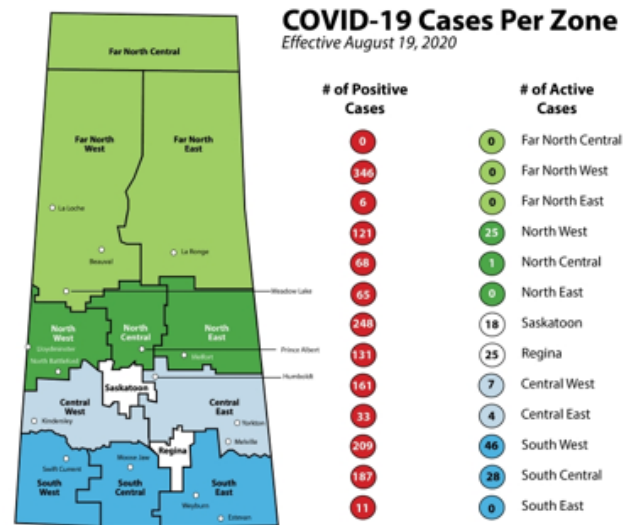 COVID-19 Cases Per Zone
Effective August 19, 2020
# of Positive
Cases
# of Active
Cases
0 0 Far North Central
346 0 Far North West
6 0 Far North East
121 25 North West
68 1 North Central
65 0 North East
248 18 Saskatoon
131 25 Regina
161 7 Central West
33 4 Central East
209 46 South West
187 28 South Central
11 0 South East
Far North Central
Far North
West
Far North
East
La Loche
Beauval
La Ronge
Meadow Lake
North
West
North
Central
North
East
Lloydminster
North Battleford
Melfort
Prince Albert
Saskatoon
Humboldt
Central
West
Central
East
Kindersley
Yorkton
Melville
Regina
Swift Current
Moose Jaw
South
West
South
Central
South
East
Weyburn
Estevan